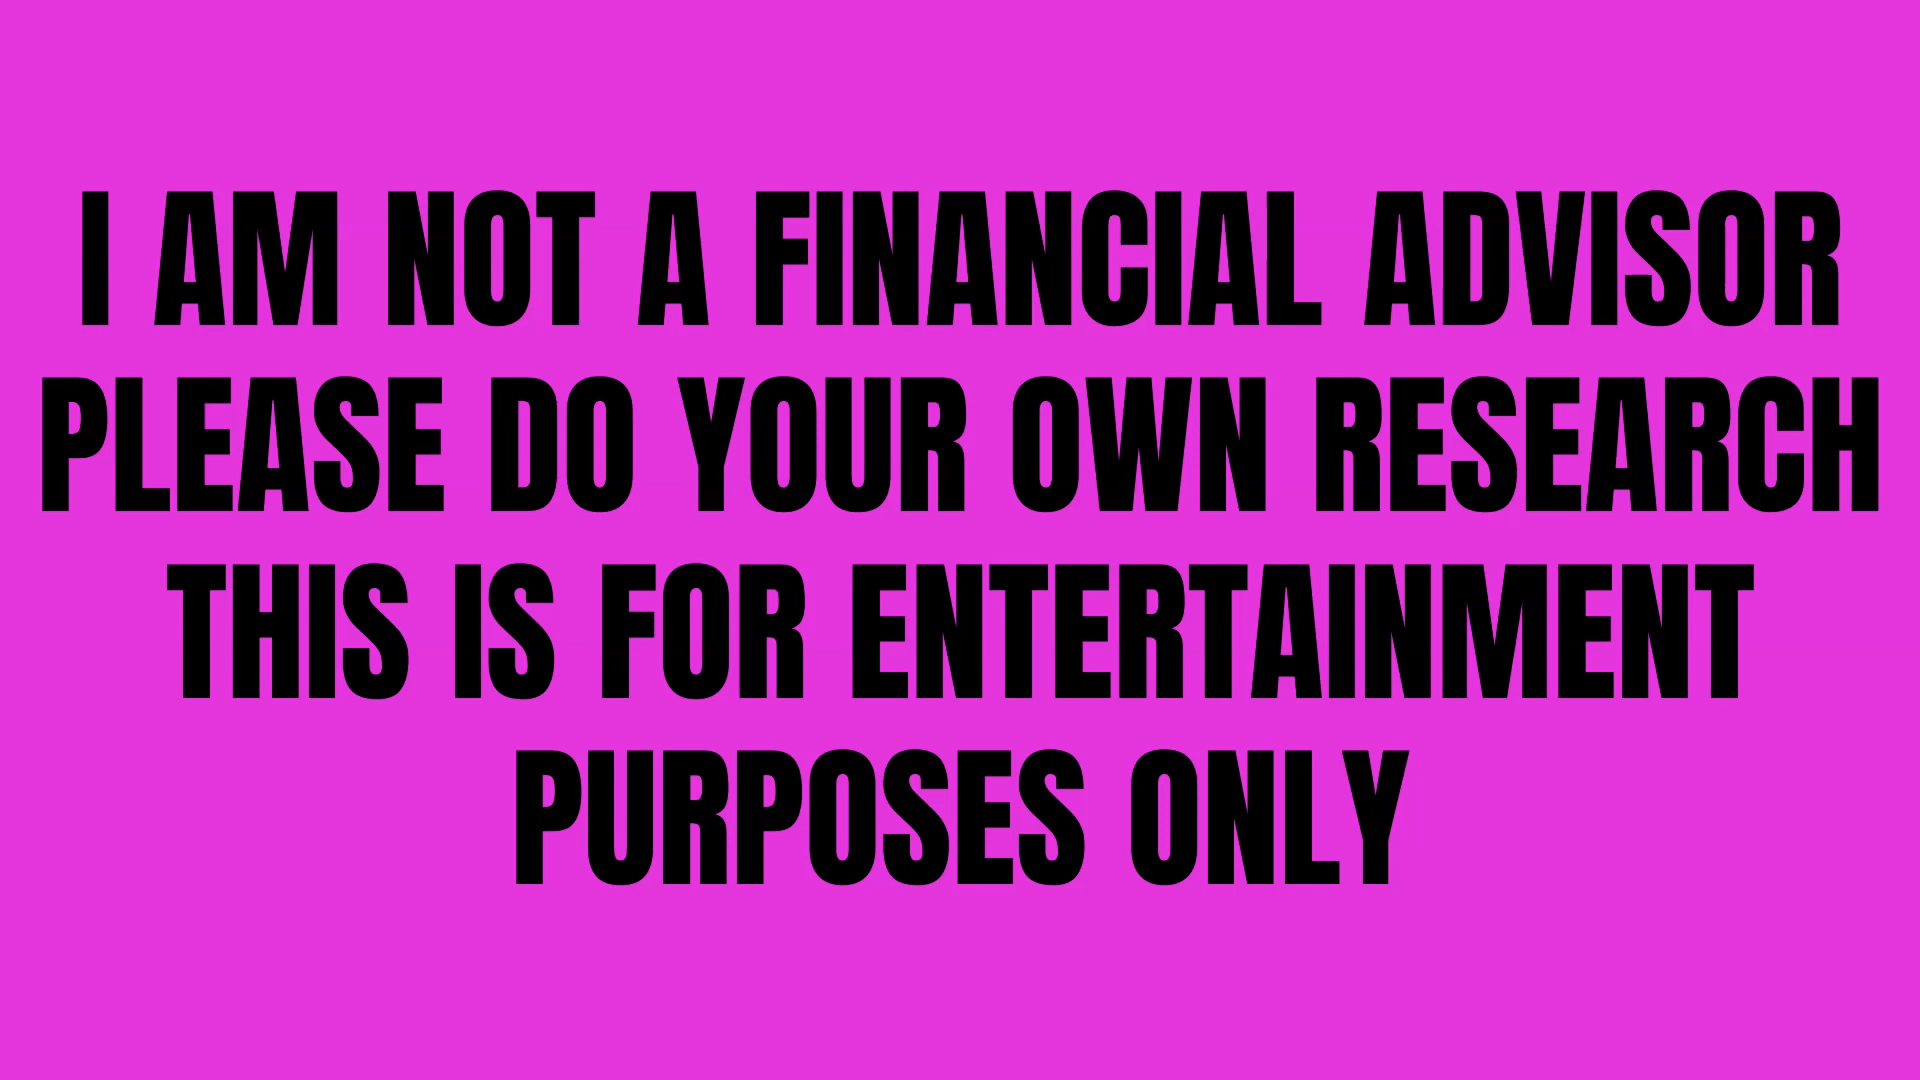 I AM NOT A FINANCIAL ADVISOR
PLEASE DO YOUR OWN RESEARCH
THIS IS FOR ENTERTAINMENT
PURPOSES ONLY